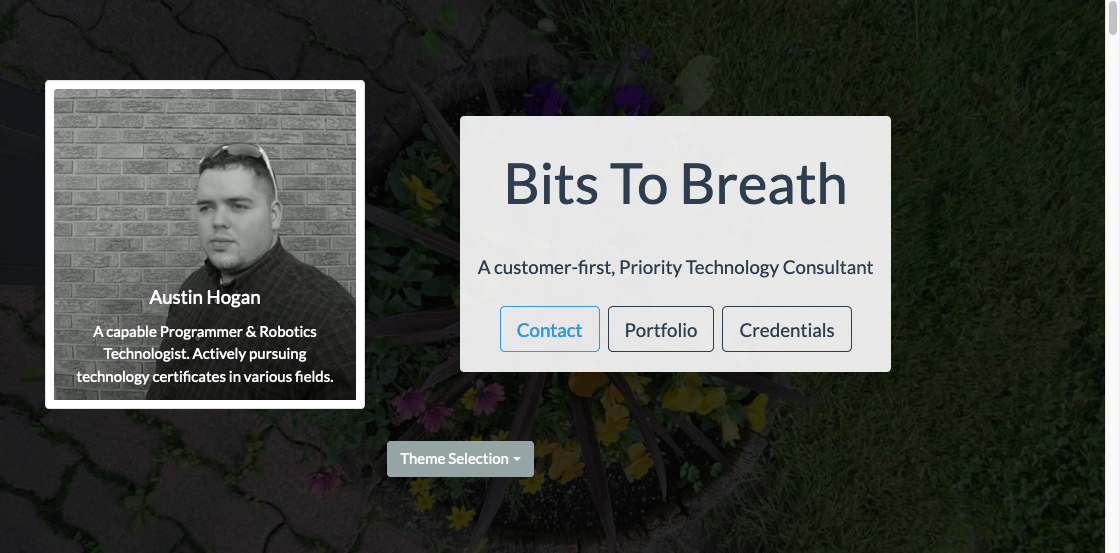 Austin Hogan
A capable Programmer & Robotics
Technologist. Actively pursuing
technology certificates in various fields.
Bits To Breath
A customer-first, Priority Technology Consultant
Contact
Portfolio
Credentials
Theme Selection